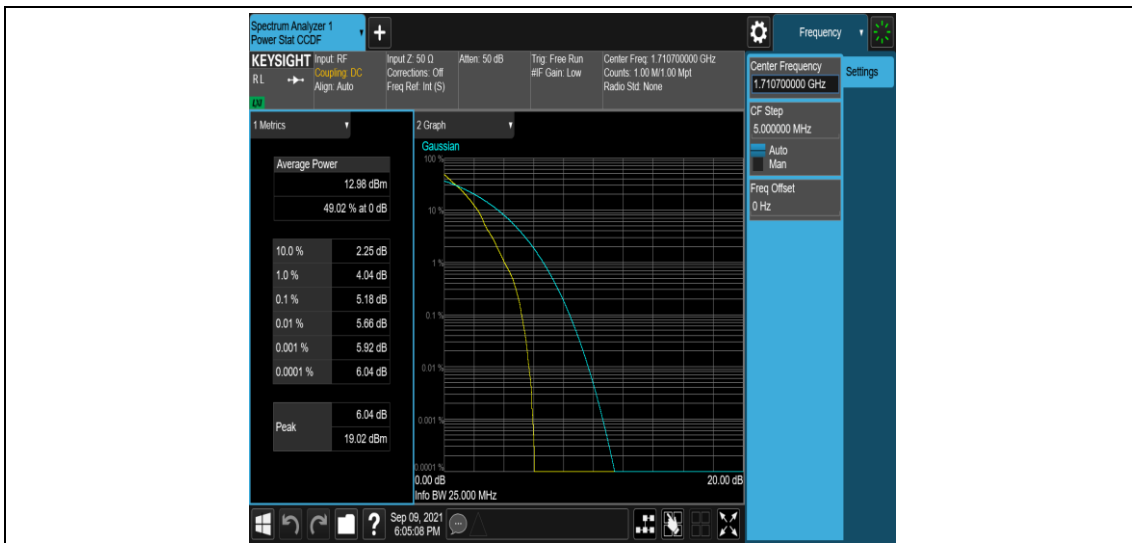 Spectrum Analyzer 1
Power Stat CCDF
+
Frequency
KEYSIGHT
RL
LXI
Input: RF
Coupling: DC
Align: Auto
Input Z: 50 Ω
Corrections: Off
Freq Ref: Int (S)
Atten: 50 dB
Trig: Free Run
#IF Gain: Low
Center Freq: 1.710700000 GHz
Counts: 1.00 M/1.00 Mpt
Radio Std: None
Center Frequency
1.710700000 GHz
Settings
CF Step
5.000000 MHz
Auto
Man
Freq Offset
0 Hz
1 Metrics
Average Power
12.98 dBm
49.02 % at 0 dB
10.0 % 2.25 dB
1.0 % 4.04 dB
0.1 % 5.18 dB
0.01 % 5.66 dB
0.001 % 5.92 dB
0.0001 % 6.04 dB
Peak 6.04 dB
19.02 dBm
2 Graph
Gaussian
100 %
10 %
1 %
0.1 %
0.01 %
0.001 %
0.0001 %
0.00 dB 20.00 dB
Info BW 25.000 MHz
?
Sep 09, 2021
6:05:08 PM